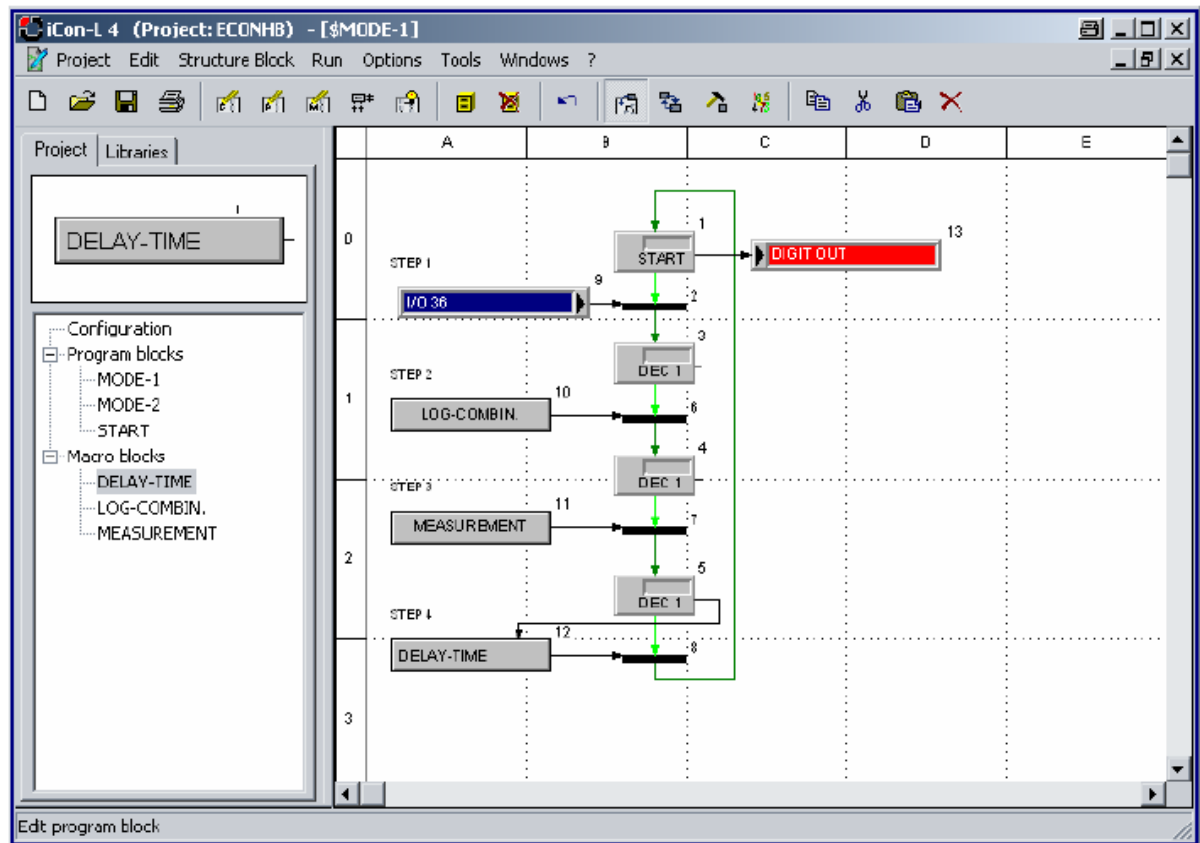 iCon-L 4 (Project: ECONHB) - [$MODE-1]
Project Edit Structure Block Run Options Tools Windows ?
Project Libraries
DELAY-TIME
I
Configuration
Program blocks
MODE-1
MODE-2
START
Macro blocks
DELAY-TIME
LOG-COMBIN.
MEASUREMENT
A B C D E
0
1
2
3
1
START
13
DIGIT OUT
STEP 1
9
I/O 36
2
3
DEC 1
STEP 2
10
LOG-COMBIN.
6
4
DEC 1
STEP 3
11
MEASUREMENT
7
5
DEC 1
STEP 4
12
DELAY-TIME
8
Edit program block